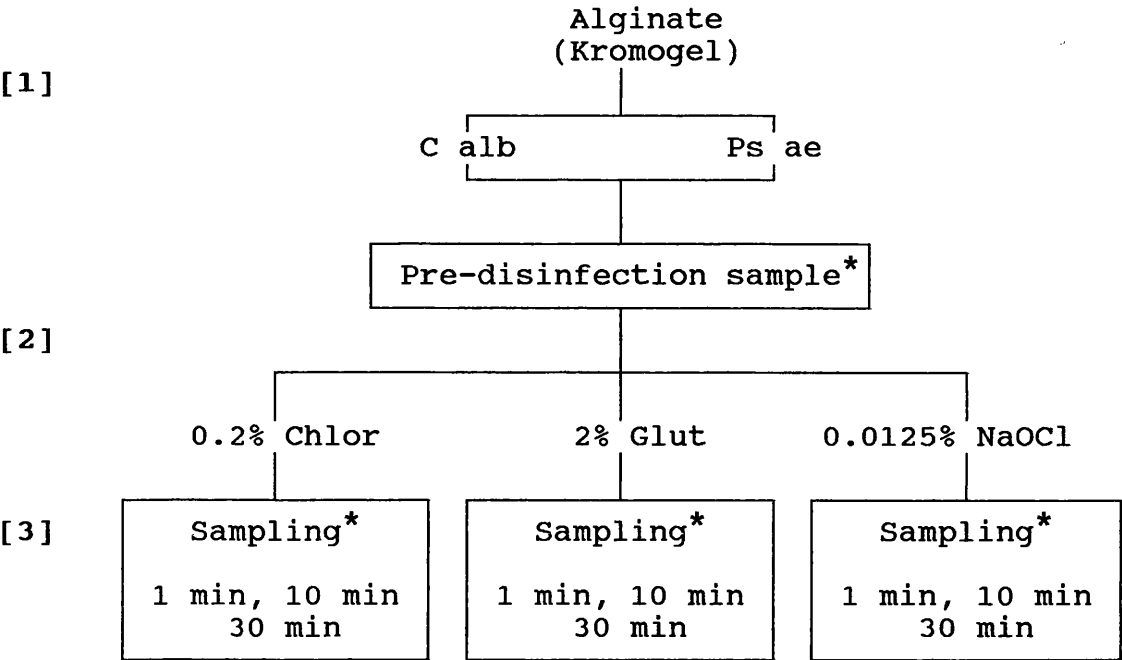 Alginate
(Kromogel)
[1]
C alb Ps ae
Pre-disinfection sample*
[2]
0.2% Chlor 2% Glut 0.0125% NaOCl
[3] Sampling* Sampling* Sampling*
1 min, 10 min 1 min, 10 min 1 min, 10 min
30 min 30 min 30 min